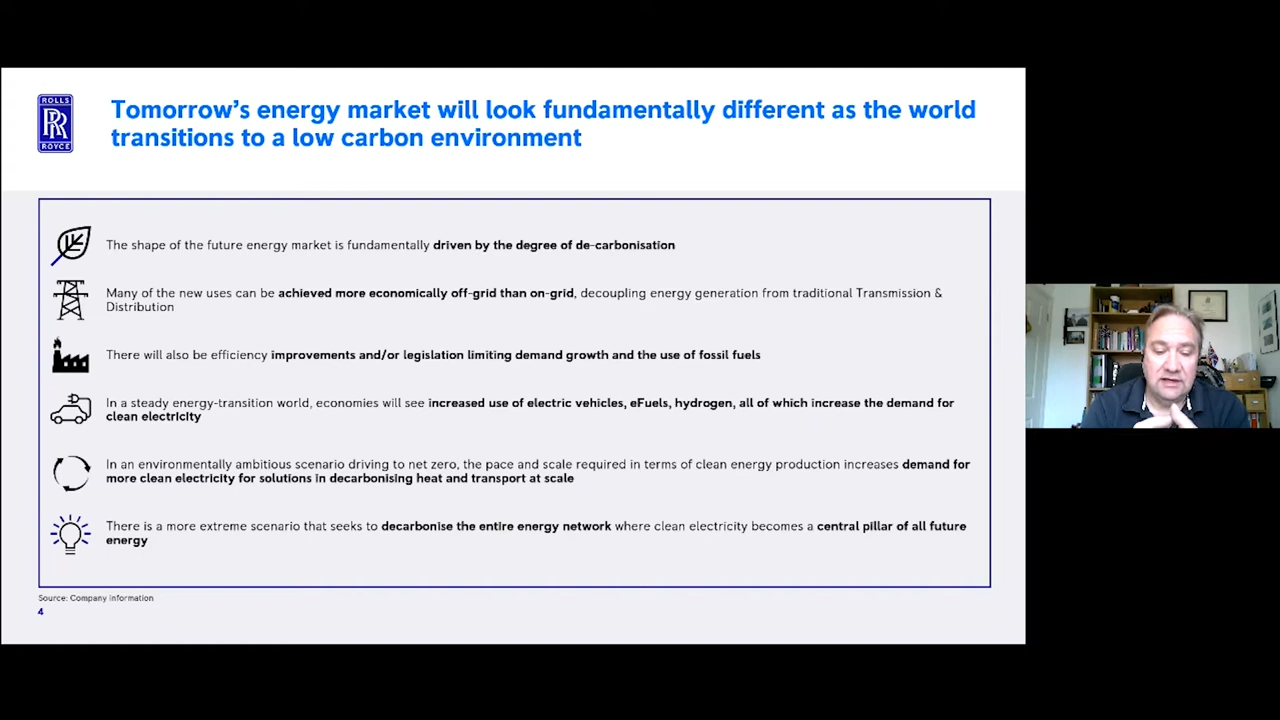 ROLLS
RR
ROYCE
Tomorrow's energy market will look fundamentally different as the world
transitions to a low carbon environment
The shape of the future energy market is fundamentally driven by the degree of de-carbonisation
Many of the new uses can be achieved more economically off-grid than on-grid, decoupling energy generation from traditional Transmission &
Distribution
There will also be efficiency improvements and/or legislation limiting demand growth and the use of fossil fuels
In a steady energy-transition world, economies will see increased use of electric vehicles, eFuels, hydrogen, all of which increase the demand for
clean electricity
In an environmentally ambitious scenario driving to net zero, the pace and scale required in terms of clean energy production increases demand for
more clean electricity for solutions in decarbonising heat and transport at scale
There is a more extreme scenario that seeks to decarbonise the entire energy network where clean electricity becomes a central pillar of all future
energy
Source: Company information
4